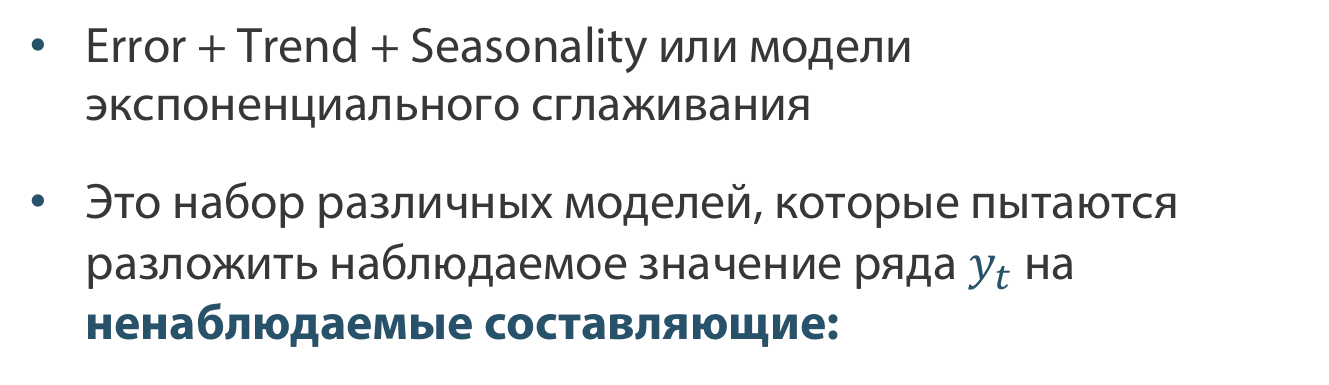 • Error + Trend + Seasonality или модели
экспоненциального сглаживания
• Это набор различных моделей, которые пытаются
разложить наблюдаемое значение ряда yₜ на
ненаблюдаемые составляющие: